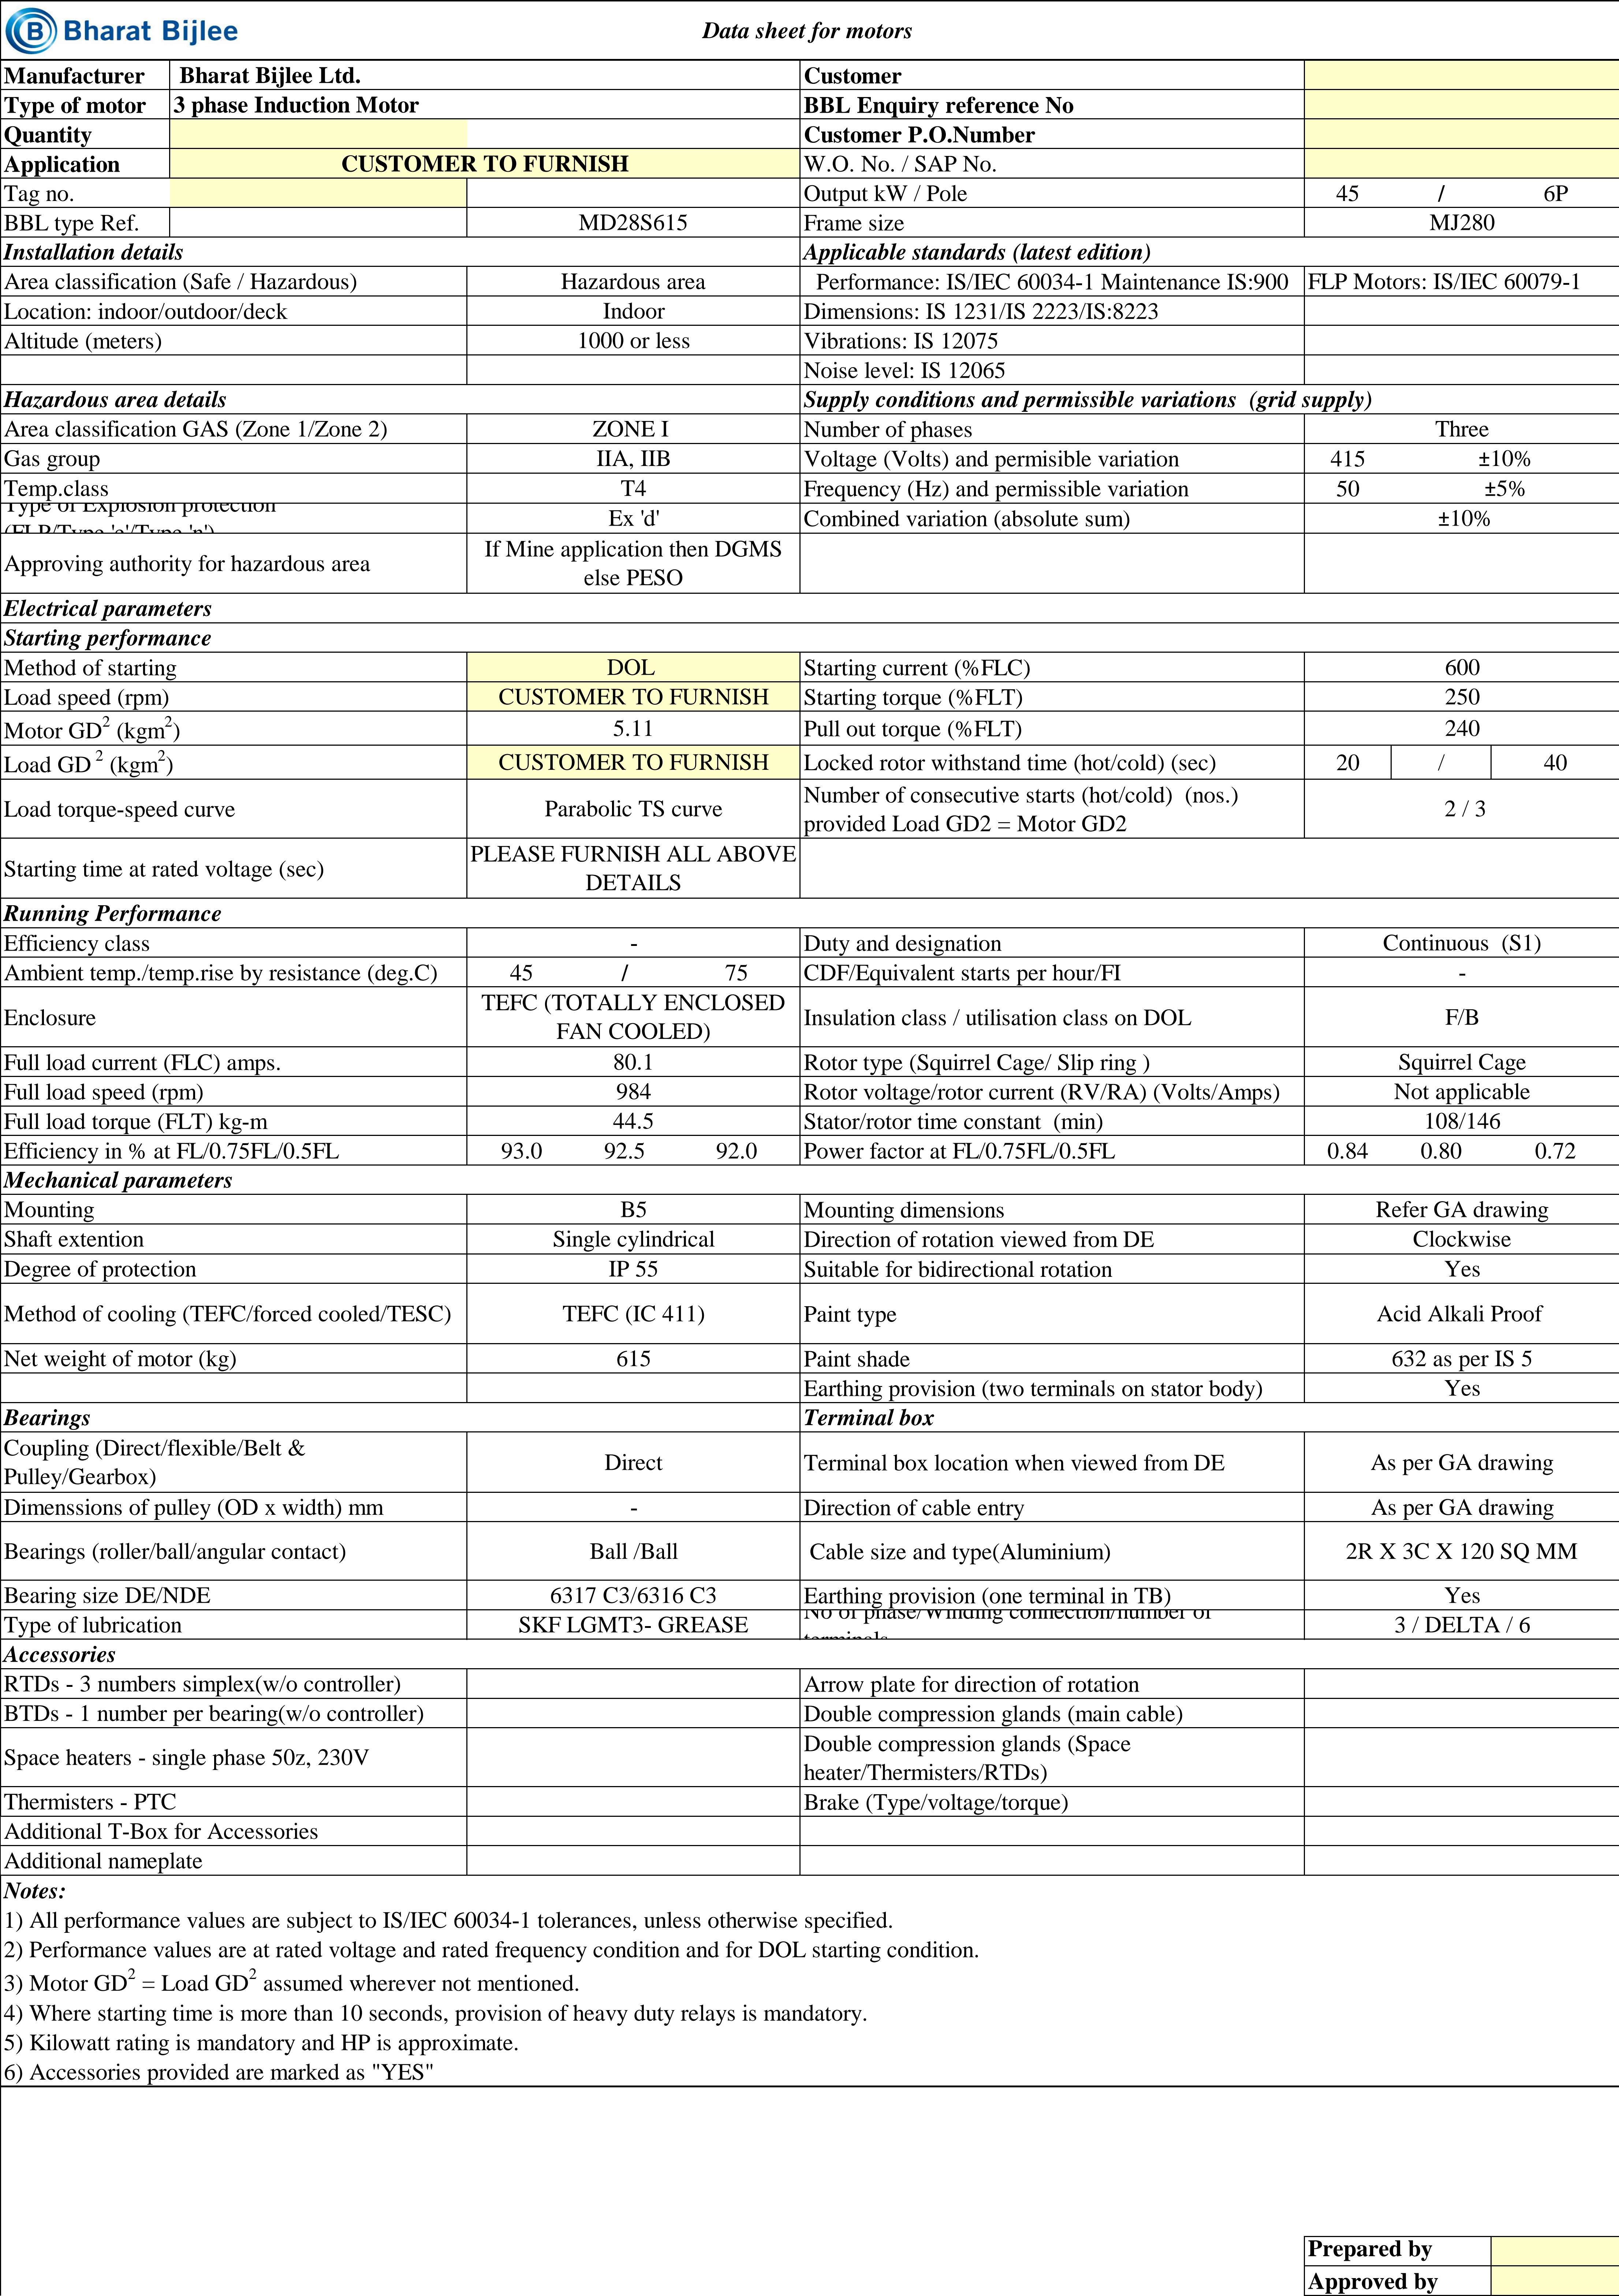 B Bharat Bijlee
Data sheet for motors
Manufacturer Bharat Bijlee Ltd. Customer
Type of motor 3 phase Induction Motor BBL Enquiry reference No
Quantity Customer P.O.Number
Application CUSTOMER TO FURNISH W.O. No. / SAP No.
Tag no. Output kW / Pole 45 / 6P
BBL type Ref. MD28S615 Frame size MJ280
Installation details Applicable standards (latest edition)
Area classification (Safe / Hazardous) Hazardous area Performance: IS/IEC 60034-1 Maintenance IS:900 FLP Motors: IS/IEC 60079-1
Location: indoor/outdoor/deck Indoor Dimensions: IS 1231/IS 2223/IS:8223
Altitude (meters) 1000 or less Vibrations: IS 12075
Noise level: IS 12065
Hazardous area details Supply conditions and permissible variations (grid supply)
Area classification GAS (Zone 1/Zone 2) ZONE I Number of phases Three
Gas group IIA, IIB Voltage (Volts) and permisible variation 415 ±10%
Temp.class T4 Frequency (Hz) and permissible variation 50 ±5%
Type of Explosion protection
(FLP/Type 'e'/Type 'n') Ex 'd' Combined variation (absolute sum) ±10%
Approving authority for hazardous area If Mine application then DGMS
else PESO
Electrical parameters
Starting performance
Method of starting DOL Starting current (%FLC) 600
Load speed (rpm) CUSTOMER TO FURNISH Starting torque (%FLT) 250
Motor GD² (kgm²) 5.11 Pull out torque (%FLT) 240
Load GD ² (kgm²) CUSTOMER TO FURNISH Locked rotor withstand time (hot/cold) (sec) 20 / 40
Load torque-speed curve Parabolic TS curve Number of consecutive starts (hot/cold) (nos.)
provided Load GD2 = Motor GD2 2 / 3
Starting time at rated voltage (sec) PLEASE FURNISH ALL ABOVE
DETAILS
Running Performance
Efficiency class - Duty and designation Continuous (S1)
Ambient temp./temp.rise by resistance (deg.C) 45 / 75 CDF/Equivalent starts per hour/FI -
Enclosure TEFC (TOTALLY ENCLOSED
FAN COOLED) Insulation class / utilisation class on DOL F/B
Full load current (FLC) amps. 80.1 Rotor type (Squirrel Cage/ Slip ring ) Squirrel Cage
Full load speed (rpm) 984 Rotor voltage/rotor current (RV/RA) (Volts/Amps) Not applicable
Full load torque (FLT) kg-m 44.5 Stator/rotor time constant (min) 108/146
Efficiency in % at FL/0.75FL/0.5FL 93.0 92.5 92.0 Power factor at FL/0.75FL/0.5FL 0.84 0.80 0.72
Mechanical parameters
Mounting B5 Mounting dimensions Refer GA drawing
Shaft extention Single cylindrical Direction of rotation viewed from DE Clockwise
Degree of protection IP 55 Suitable for bidirectional rotation Yes
Method of cooling (TEFC/forced cooled/TESC) TEFC (IC 411) Paint type Acid Alkali Proof
Net weight of motor (kg) 615 Paint shade 632 as per IS 5
Earthing provision (two terminals on stator body) Yes
Bearings Terminal box
Coupling (Direct/flexible/Belt &
Pulley/Gearbox) Direct Terminal box location when viewed from DE As per GA drawing
Dimenssions of pulley (OD x width) mm - Direction of cable entry As per GA drawing
Bearings (roller/ball/angular contact) Ball /Ball Cable size and type(Aluminium) 2R X 3C X 120 SQ MM
Bearing size DE/NDE 6317 C3/6316 C3 Earthing provision (one terminal in TB) Yes
Type of lubrication SKF LGMT3- GREASE No of phase/Winding connection/number of
terminals 3 / DELTA / 6
Accessories
RTDs - 3 numbers simplex(w/o controller) Arrow plate for direction of rotation
BTDs - 1 number per bearing(w/o controller) Double compression glands (main cable)
Space heaters - single phase 50z, 230V Double compression glands (Space
heater/Thermisters/RTDs)
Thermisters - PTC Brake (Type/voltage/torque)
Additional T-Box for Accessories
Additional nameplate
Notes:
1) All performance values are subject to IS/IEC 60034-1 tolerances, unless otherwise specified.
2) Performance values are at rated voltage and rated frequency condition and for DOL starting condition.
3) Motor GD² = Load GD² assumed wherever not mentioned.
4) Where starting time is more than 10 seconds, provision of heavy duty relays is mandatory.
5) Kilowatt rating is mandatory and HP is approximate.
6) Accessories provided are marked as "YES"
Prepared by
Approved by